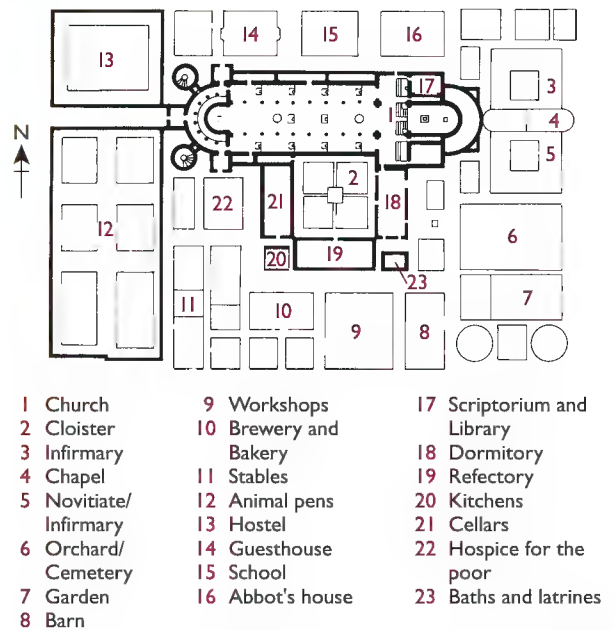 13
14
15
16
17
3
N
1
4
2
5
12
22
21
18
6
20
19
23
11
10
7
9
8
1 Church
2 Cloister
3 Infirmary
4 Chapel
5 Novitiate/
Infirmary
6 Orchard/
Cemetery
7 Garden
8 Barn
9 Workshops
10 Brewery and
Bakery
11 Stables
12 Animal pens
13 Hostel
14 Guesthouse
15 School
16 Abbot's house
17 Scriptorium and
Library
18 Dormitory
19 Refectory
20 Kitchens
21 Cellars
22 Hospice for the
poor
23 Baths and latrines